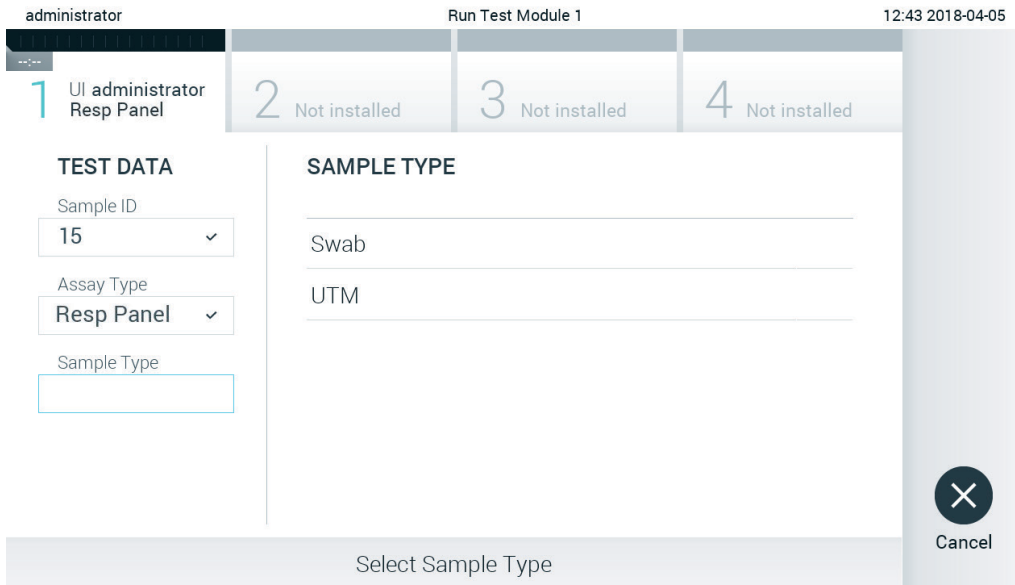 administrator
Run Test Module 1
12:43 2018-04-05
--:--
1 UI administrator
Resp Panel
2 Not installed
3 Not installed
4 Not installed
TEST DATA
Sample ID
15
Assay Type
Resp Panel
Sample Type
SAMPLE TYPE
Swab
UTM
Cancel
Select Sample Type